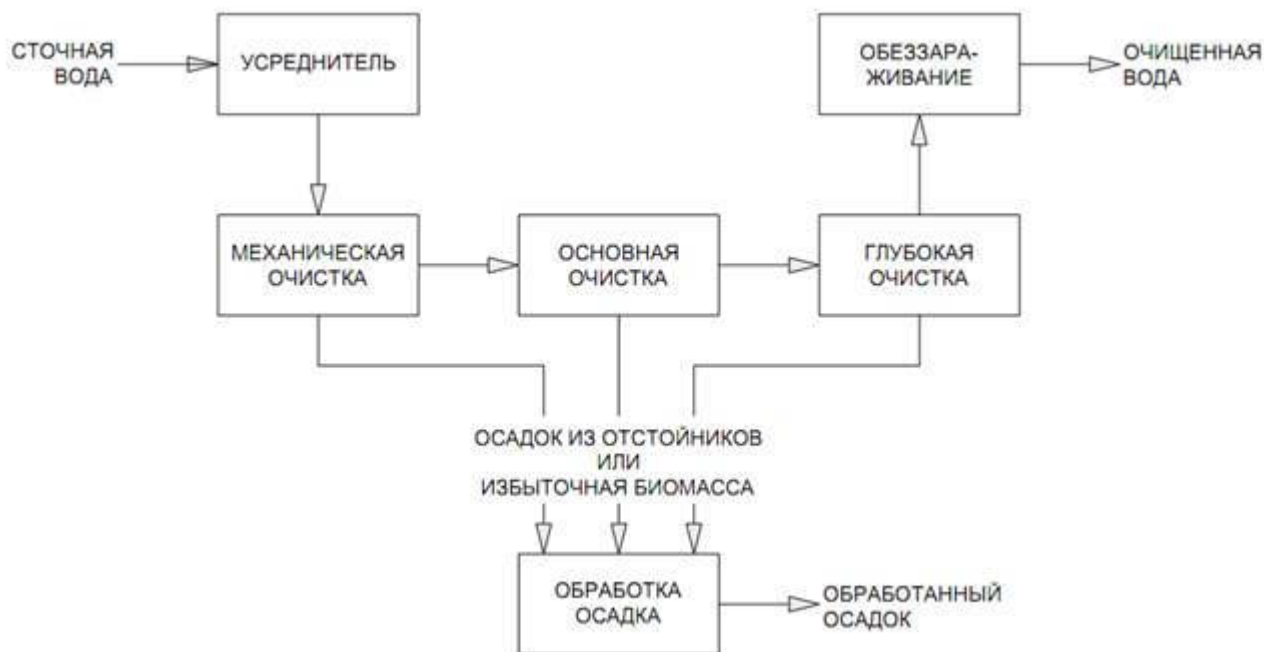 СТОЧНАЯ
ВОДА
УСРЕДНИТЕЛЬ
ОБЕЗЗАРА-
ЖИВАНИЕ
ОЧИЩЕННАЯ
ВОДА
МЕХАНИЧЕСКАЯ
ОЧИСТКА
ОСНОВНАЯ
ОЧИСТКА
ГЛУБОКАЯ
ОЧИСТКА
ОСАДОК ИЗ ОТСТОЙНИКОВ
ИЛИ
ИЗБЫТОЧНАЯ БИОМАССА
ОБРАБОТКА
ОСАДКА
ОБРАБОТАННЫЙ
ОСАДОК